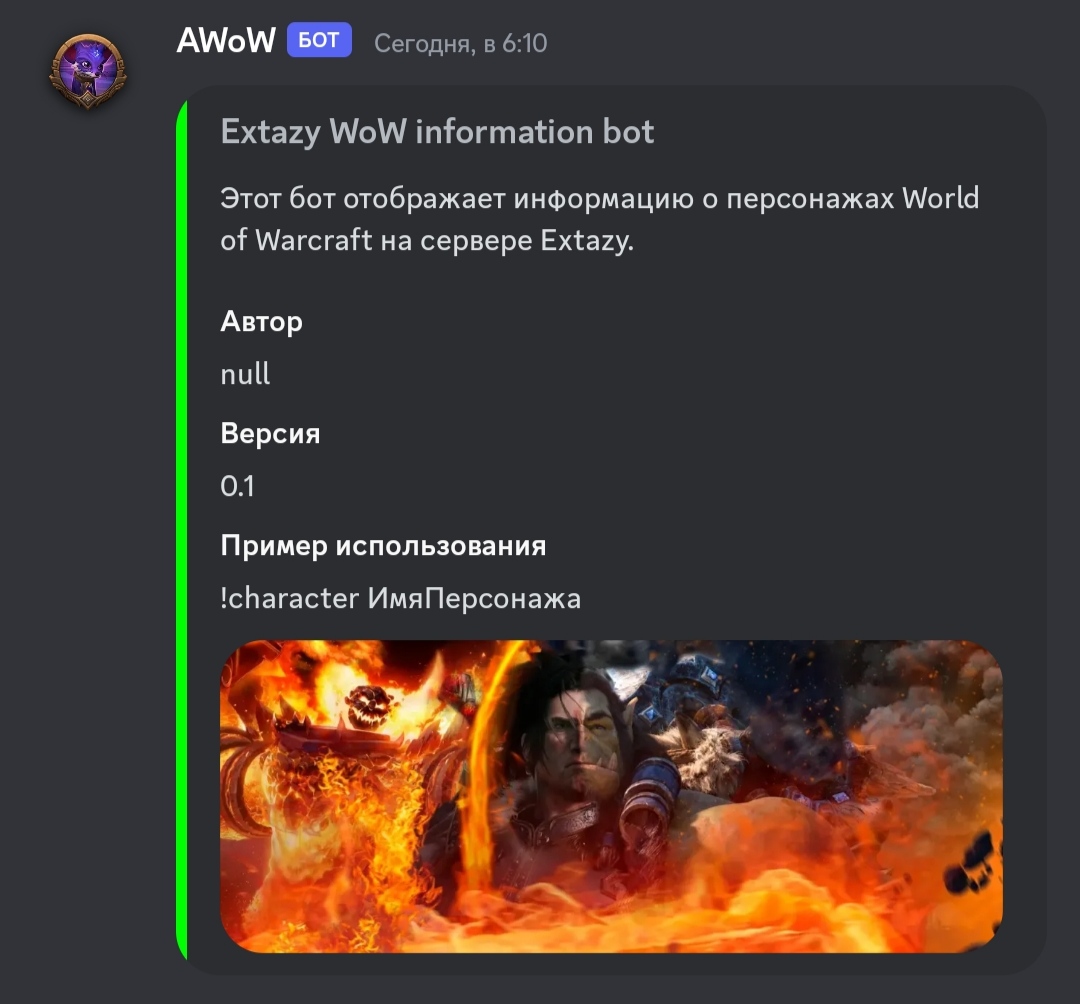 AWoW БОТ Сегодня, в 6:10
Extazy WoW information bot
Этот бот отображает информацию о персонажах World
of Warcraft на сервере Extazy.
Автор
null
Версия
0.1
Пример использования
!character ИмяПерсонажа